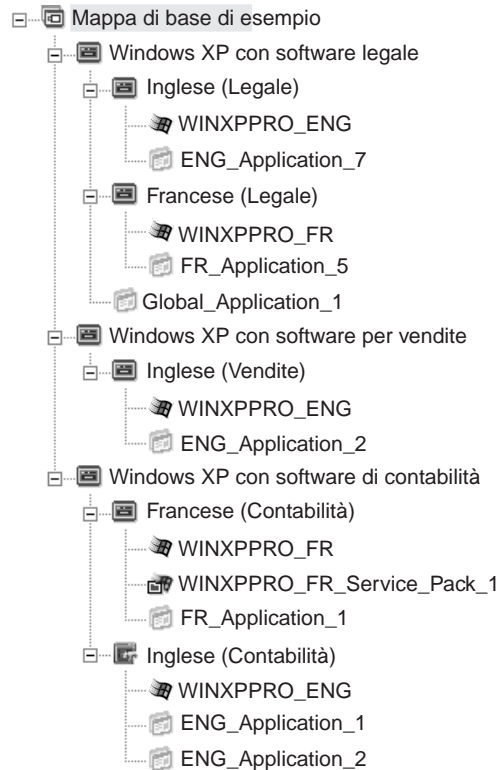 Mappa di base di esempio
Windows XP con software legale
Inglese (Legale)
WINXPPRO_ENG
ENG_Application_7
Francese (Legale)
WINXPPRO_FR
FR_Application_5
Global_Application_1
Windows XP con software per vendite
Inglese (Vendite)
WINXPPRO_ENG
ENG_Application_2
Windows XP con software di contabilità
Francese (Contabilità)
WINXPPRO_FR
WINXPPRO_FR_Service_Pack_1
FR_Application_1
Inglese (Contabilità)
WINXPPRO_ENG
ENG_Application_1
ENG_Application_2